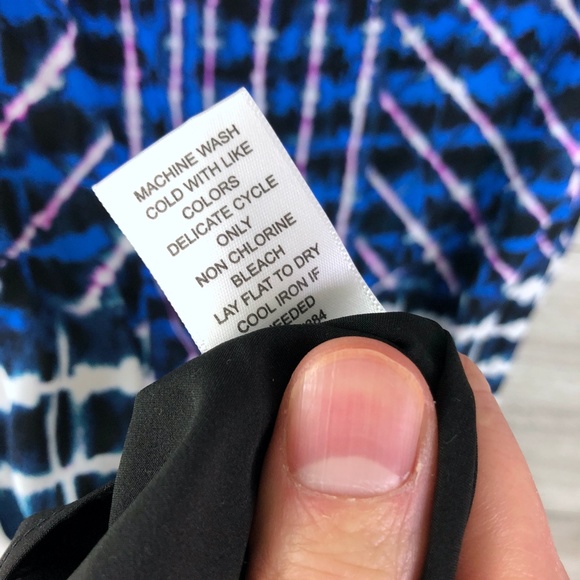 MACHINE WASH
COLD WITH LIKE
COLORS
DELICATE CYCLE
ONLY
NON CHLORINE
BLEACH
LAY FLAT TO DRY
COOL IRON IF
NEEDED